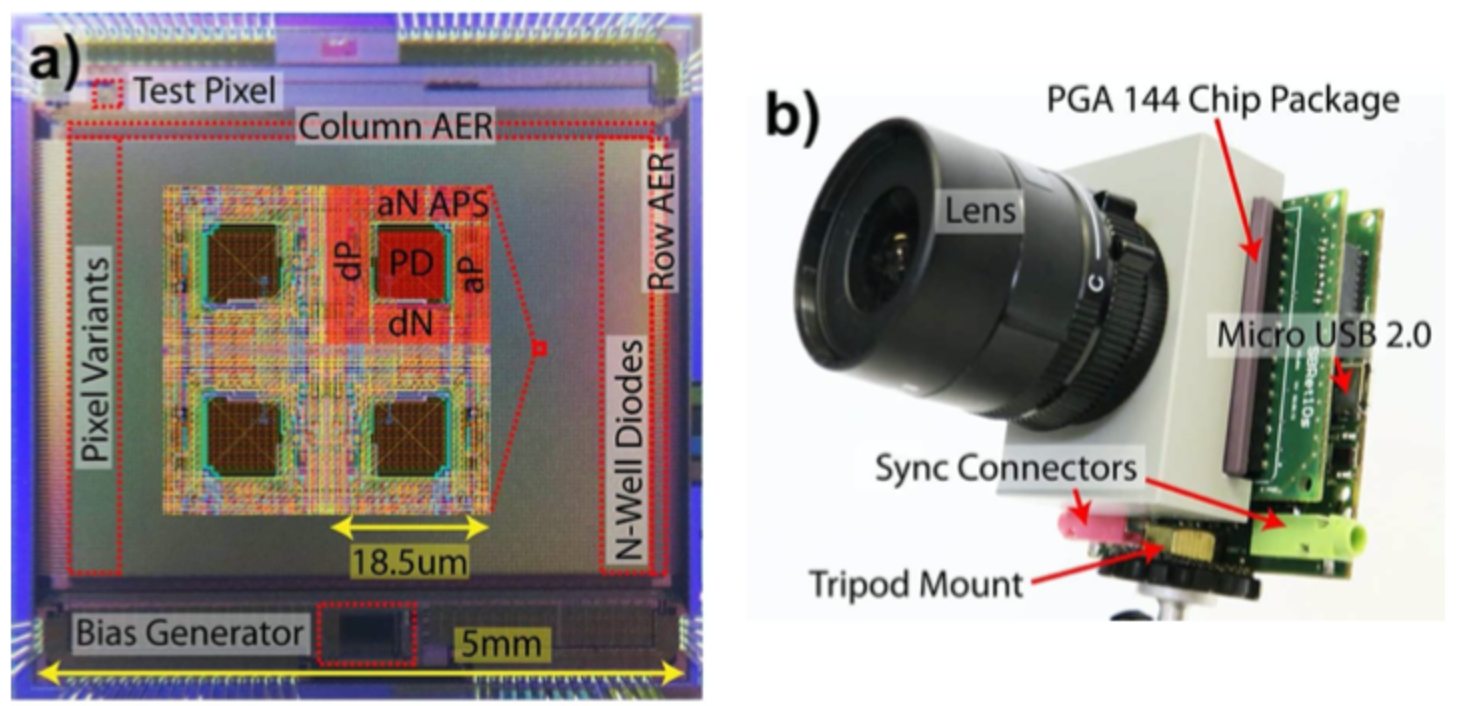 a)
Test Pixel
Column AER
Row AER
aN APS
dP
PD
aP
dN
Pixel Variants
N-Well Diodes
18.5um
Bias Generator
5mm
b)
PGA 144 Chip Package
Lens
C
Micro USB 2.0
Sync Connectors
Tripod Mount